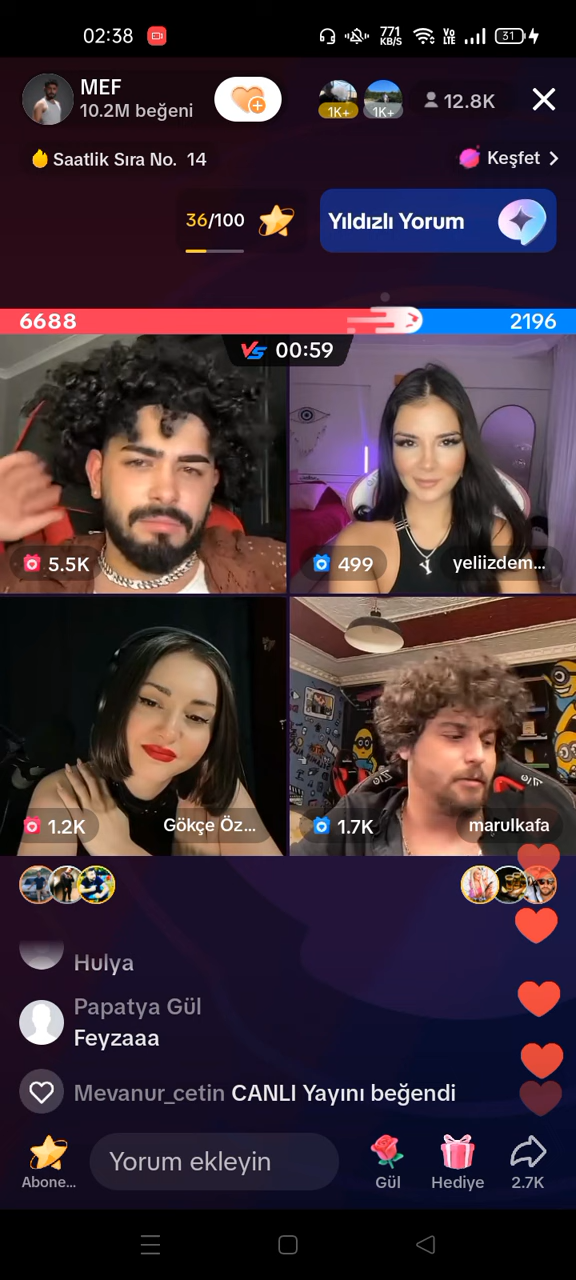 02:38
771
KB/S
Vo
LTE
31
MEF
10.2M beğeni
1K+
1K+
12.8K
Saatlik Sıra No. 14
Keşfet
36/100
Yıldızlı Yorum
6688
2196
VS 00:59
5.5K
499
yeliizdem...
1.2K
Gökçe Öz...
1.7K
marulkafa
Hulya
Papatya Gül
Feyzaaa
Mevanur_cetin CANLI Yayını beğendi
Abone...
Yorum ekleyin
Gül
Hediye
2.7K